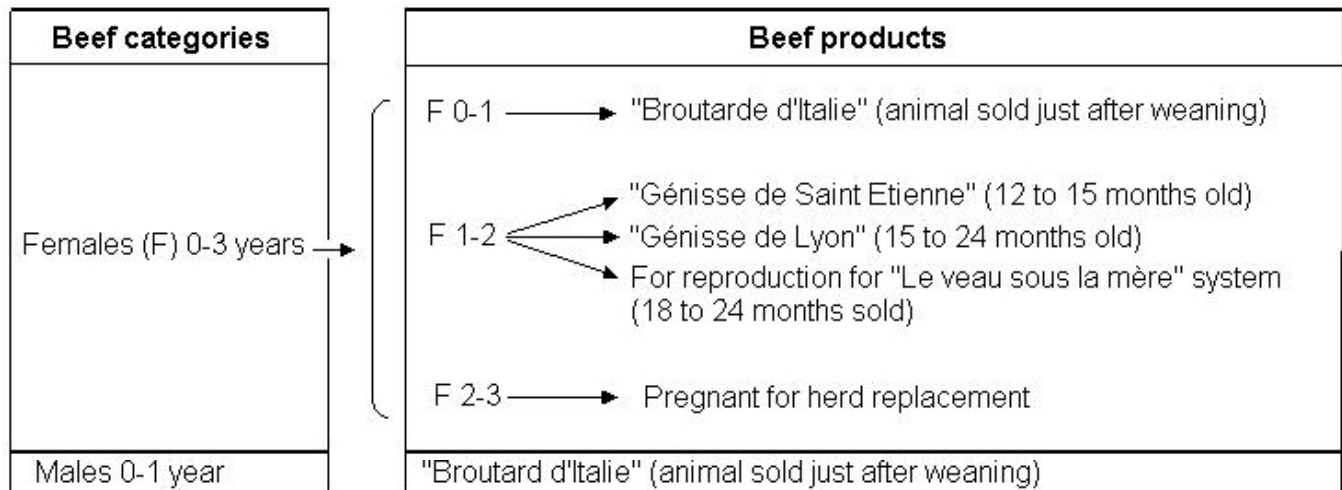 Beef categories
Beef products
Females (F) 0-3 years
F 0-1
"Broutarde d'Italie" (animal sold just after weaning)
F 1-2
"Génisse de Saint Etienne" (12 to 15 months old)
"Génisse de Lyon" (15 to 24 months old)
For reproduction for "Le veau sous la mère" system
(18 to 24 months sold)
F 2-3
Pregnant for herd replacement
Males 0-1 year
"Broutard d'Italie" (animal sold just after weaning)